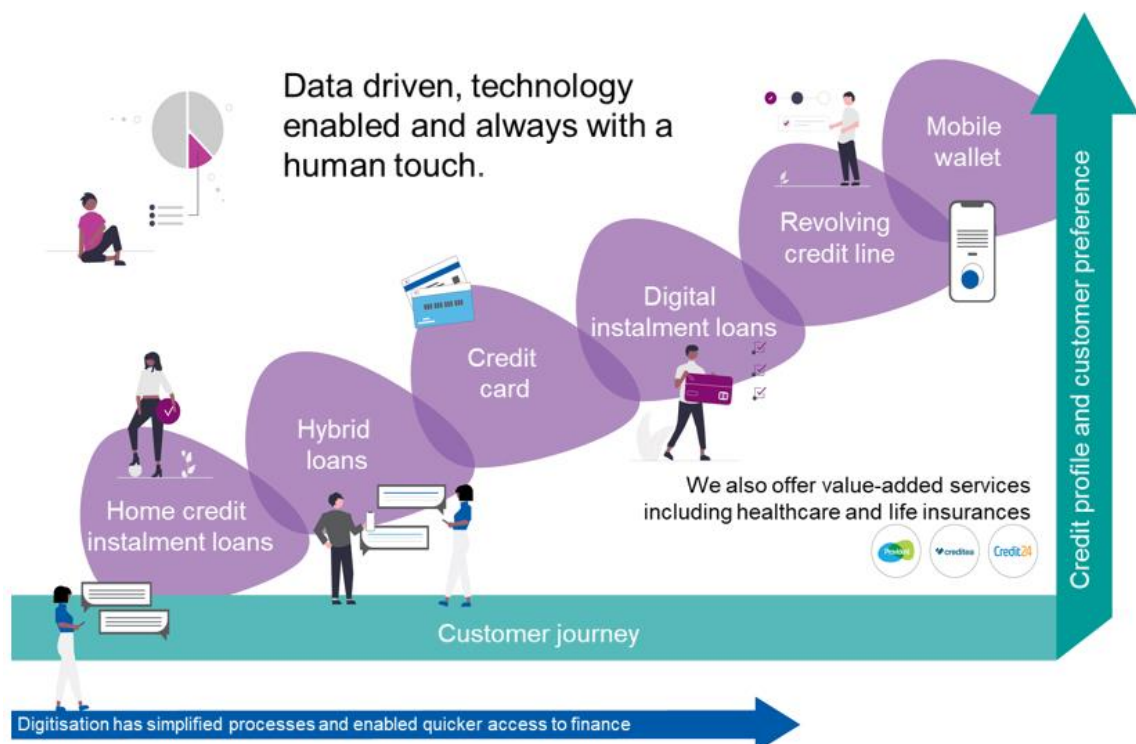 Data driven, technology
enabled and always with a
human touch.
Mobile
wallet
Revolving
credit line
Digital
instalment loans
Credit
card
Hybrid
loans
Home credit
instalment loans
We also offer value-added services
including healthcare and life insurances
Provident
creditea
Credit24
Credit profile and customer preference
Customer journey
Digitisation has simplified processes and enabled quicker access to finance